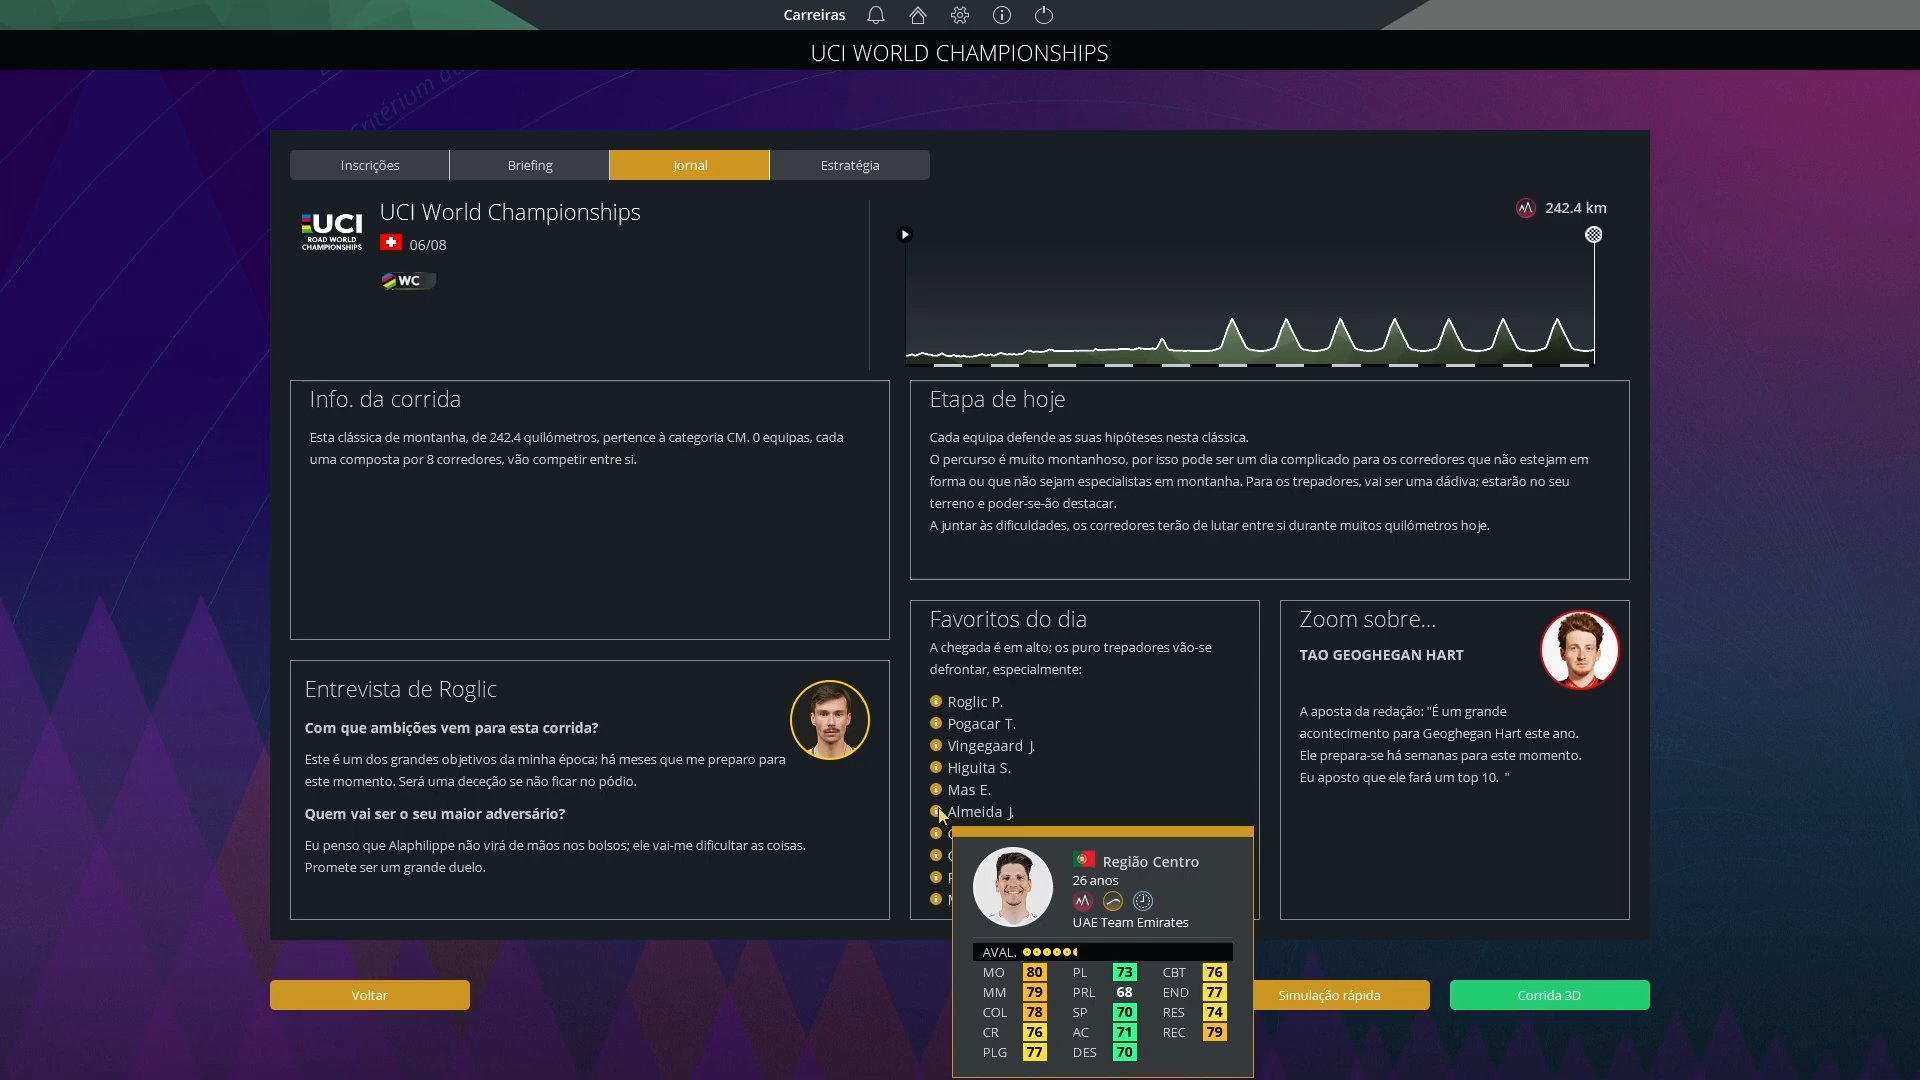 Carreiras
UCI WORLD CHAMPIONSHIPS
Critérium du
Inscrições
Briefing
Jornal
Estratégia
UCI
ROAD WORLD
CHAMPIONSHIPS
UCI World Championships
06/08
WC
242.4 km
Info. da corrida
Esta clássica de montanha, de 242.4 quilómetros, pertence à categoria CM. 0 equipas, cada
uma composta por 8 corredores, vão competir entre si.
Etapa de hoje
Cada equipa defende as suas hipóteses nesta clássica.
O percurso é muito montanhoso, por isso pode ser um dia complicado para os corredores que não estejam em
forma ou que não sejam especialistas em montanha. Para os trepadores, vai ser uma dádiva; estarão no seu
terreno e poder-se-ão destacar.
A juntar às dificuldades, os corredores terão de lutar entre si durante muitos quilómetros hoje.
Entrevista de Roglic
Com que ambições vem para esta corrida?
Este é um dos grandes objetivos da minha época; há meses que me preparo para
este momento. Será uma deceção se não ficar no pódio.
Quem vai ser o seu maior adversário?
Eu penso que Alaphilippe não virá de mãos nos bolsos; ele vai-me dificultar as coisas.
Promete ser um grande duelo.
Favoritos do dia
A chegada é em alto; os puro trepadores vão-se
defrontar, especialmente:
Roglic P.
Pogacar T.
Vingegaard J.
Higuita S.
Mas E.
Almeida J.
Zoom sobre...
TAO GEOGHEGAN HART
A aposta da redação: "É um grande
acontecimento para Geoghegan Hart este ano.
Ele prepara-se há semanas para este momento.
Eu aposto que ele fará um top 10. "
Região Centro
26 anos
UAE Team Emirates
AVAL.
MO 80 PL 73 CBT 76
MM 79 PRL 68 END 77
COL 78 SP 70 RES 74
CR 76 AC 71 REC 79
PLG 77 DES 70
Voltar
Simulação rápida
Corrida 3D